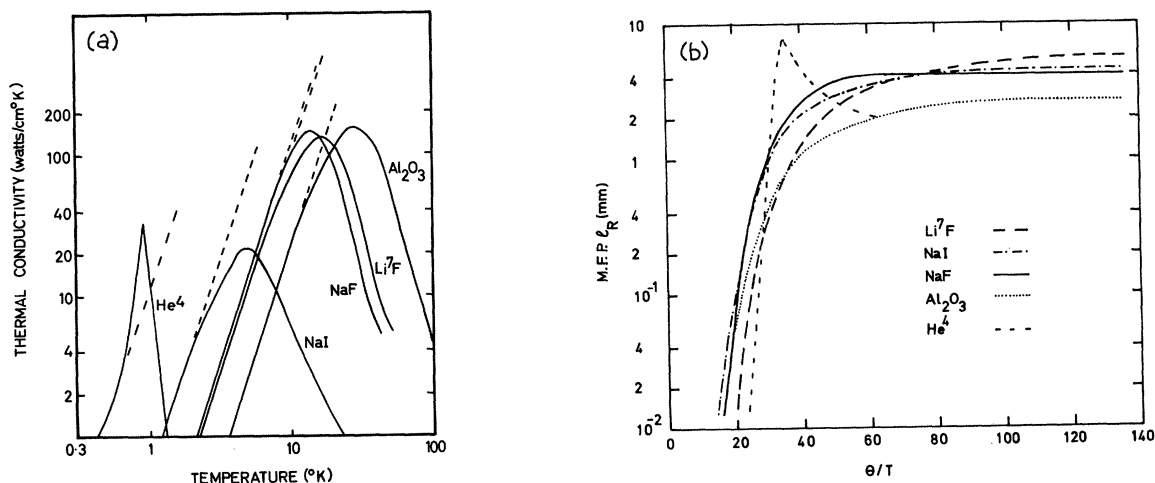 (a)
THERMAL CONDUCTIVITY (watts/cm°K)
200
100
40
20
10
4
2
He⁴
NaI
NaF
Li⁷F
Al₂O₃
0·3
1
10
100
TEMPERATURE (°K)
(b)
M.F.P. ℓ_R (mm)
10
4
2
1
4
2
10⁻¹
4
2
10⁻²
Li⁷F
NaI
NaF
Al₂O₃
He⁴
0
20
40
60
80
100
120
140
θ/T